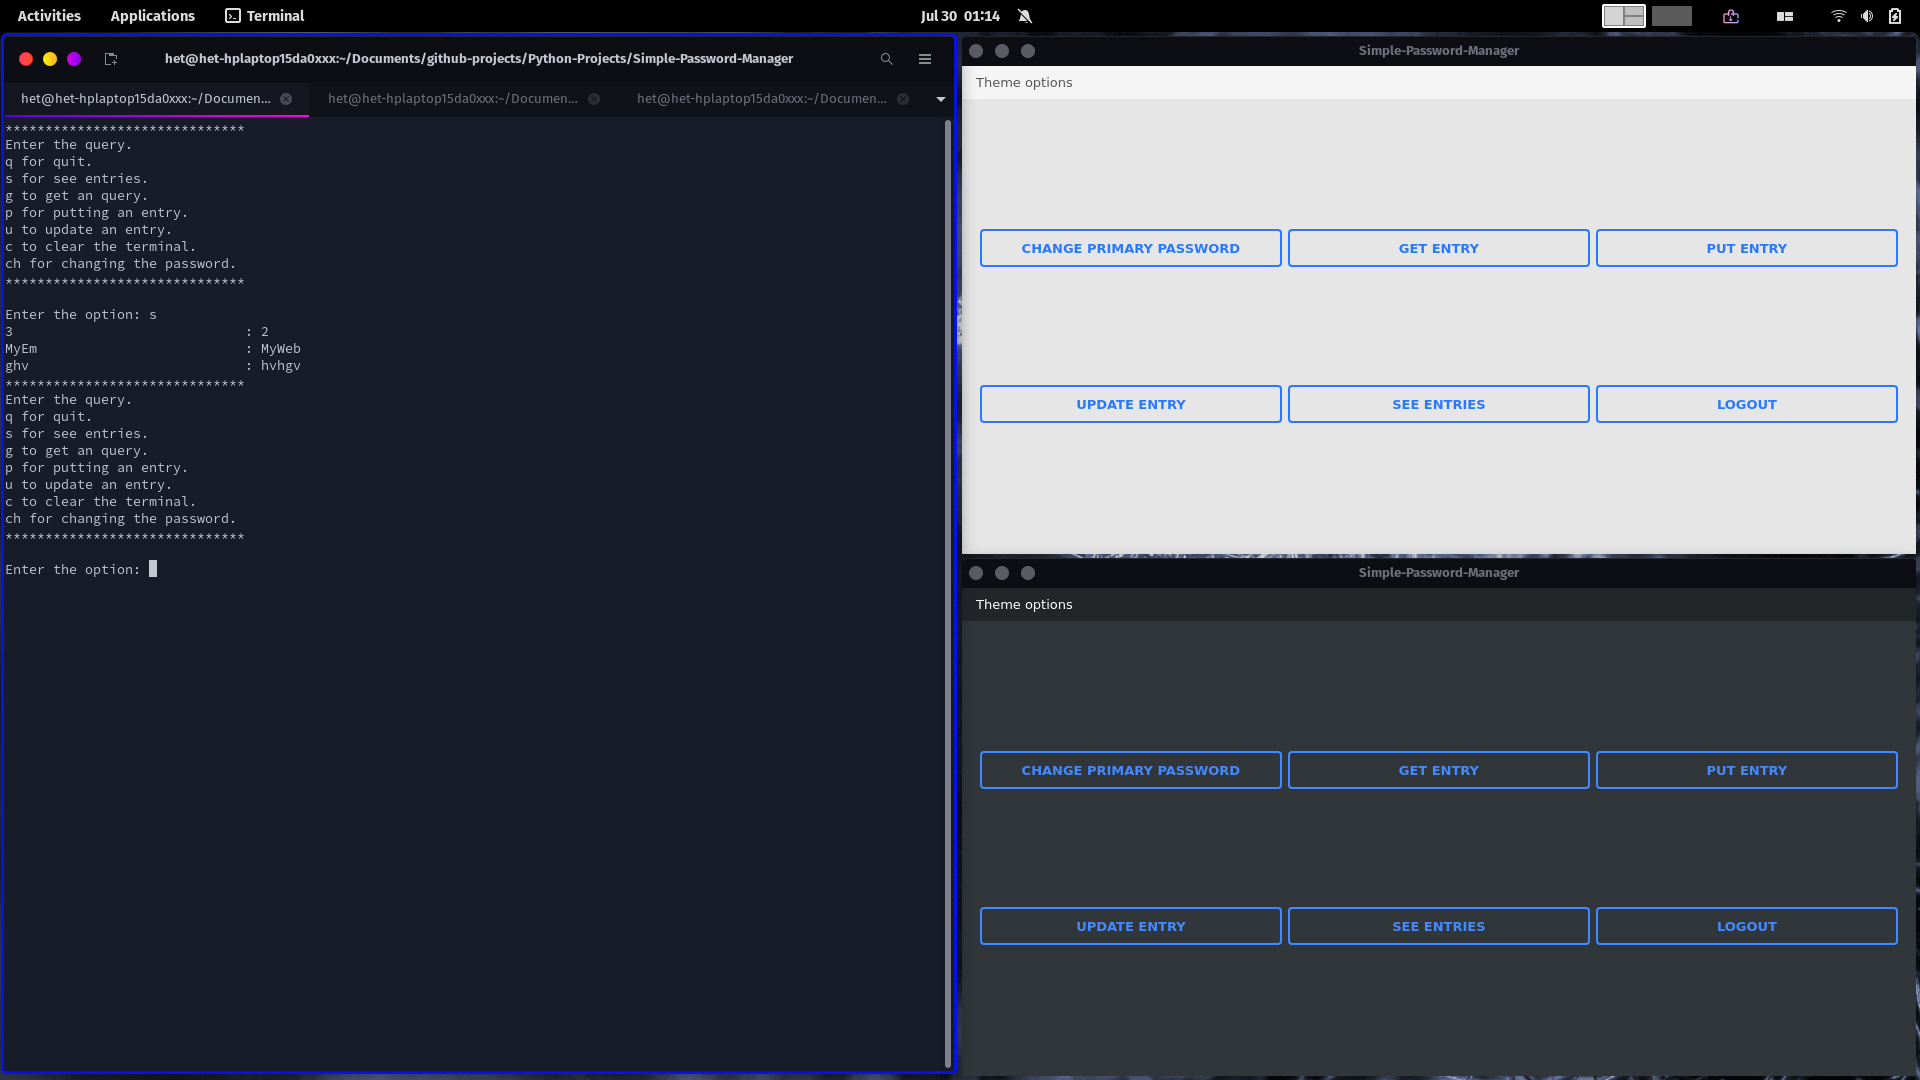 Activities Applications Terminal Jul 30 01:14
het@het-hplaptop15da0xxx:~/Documents/github-projects/Python-Projects/Simple-Password-Manager
het@het-hplaptop15da0xxx:~/Documen... het@het-hplaptop15da0xxx:~/Documen... het@het-hplaptop15da0xxx:~/Documen...
******************************
Enter the query.
q for quit.
s for see entries.
g to get an query.
p for putting an entry.
u to update an entry.
c to clear the terminal.
ch for changing the password.
******************************
Enter the option: s
3 : 2
MyEm : MyWeb
ghv : hvhgv
******************************
Enter the query.
q for quit.
s for see entries.
g to get an query.
p for putting an entry.
u to update an entry.
c to clear the terminal.
ch for changing the password.
******************************
Enter the option:
Simple-Password-Manager
Theme options
CHANGE PRIMARY PASSWORD GET ENTRY PUT ENTRY
UPDATE ENTRY SEE ENTRIES LOGOUT
Simple-Password-Manager
Theme options
CHANGE PRIMARY PASSWORD GET ENTRY PUT ENTRY
UPDATE ENTRY SEE ENTRIES LOGOUT